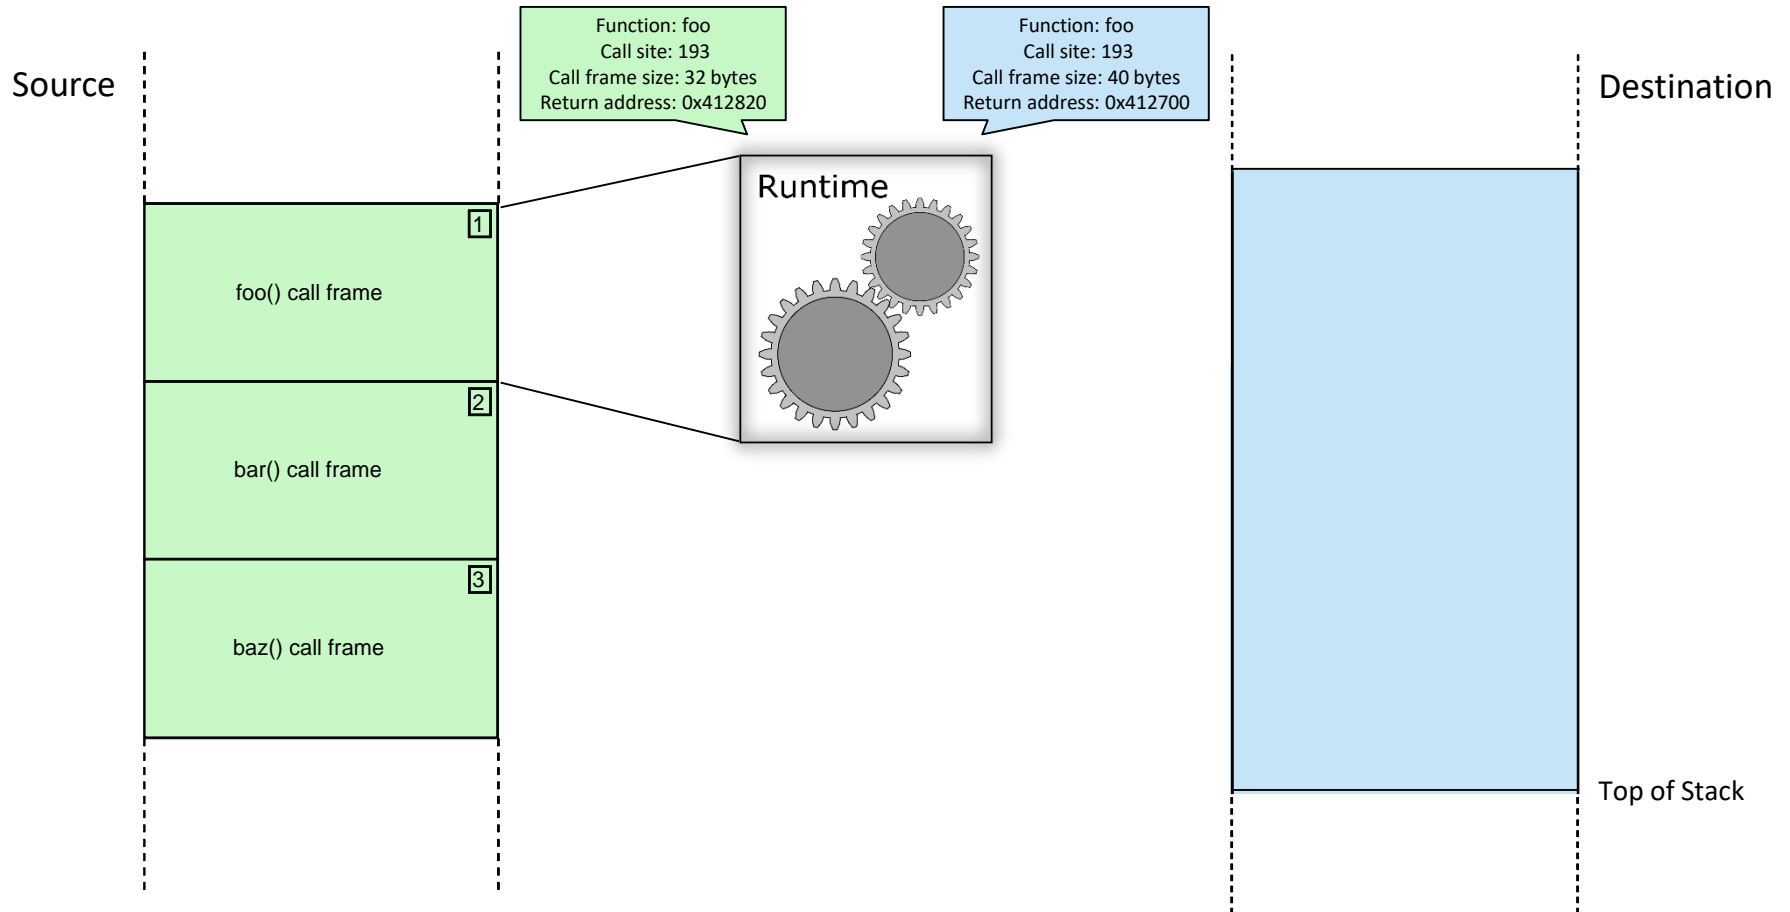 Function: foo
Call site: 193
Call frame size: 32 bytes
Return address: 0x412820
Function: foo
Call site: 193
Call frame size: 40 bytes
Return address: 0x412700
Source
Destination
Runtime
1
foo() call frame
2
bar() call frame
3
baz() call frame
Top of Stack